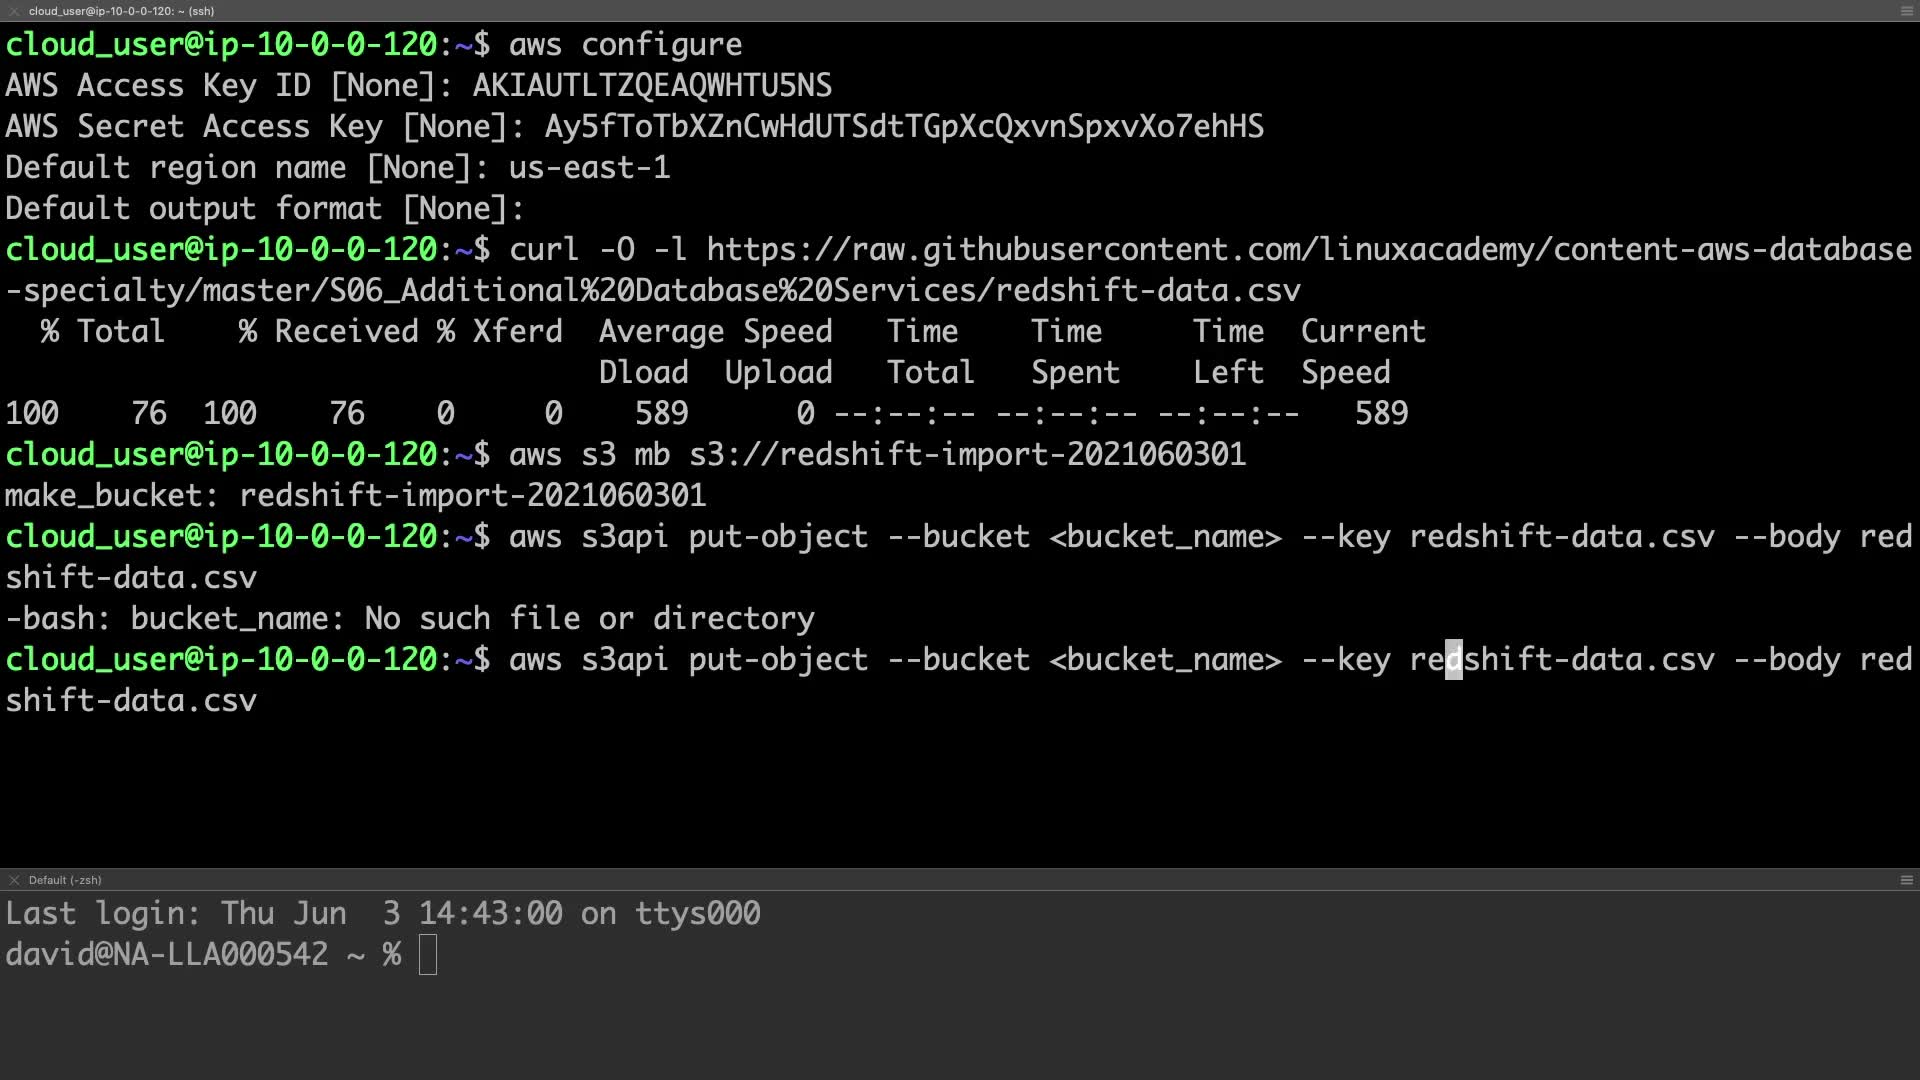 cloud_user@ip-10-0-0-120: ~ (ssh)
cloud_user@ip-10-0-0-120:~$ aws configure
AWS Access Key ID [None]: AKIAUTLTZQEAQWHTU5NS
AWS Secret Access Key [None]: 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
Default region name [None]: us-east-1
Default output format [None]:
cloud_user@ip-10-0-0-120:~$ curl -O -l https://raw.githubusercontent.com/linuxacademy/content-aws-database
-specialty/master/S06_Additional%20Database%20Services/redshift-data.csv
% Total % Received % Xferd Average Speed Time Time Time Current
Dload Upload Total Spent Left Speed
100 76 100 76 0 0 589 0 --:--:-- --:--:-- --:--:-- 589
cloud_user@ip-10-0-0-120:~$ aws s3 mb s3://redshift-import-2021060301
make_bucket: redshift-import-2021060301
cloud_user@ip-10-0-0-120:~$ aws s3api put-object --bucket <bucket_name> --key redshift-data.csv --body red
shift-data.csv
-bash: bucket_name: No such file or directory
cloud_user@ip-10-0-0-120:~$ aws s3api put-object --bucket <bucket_name> --key redshift-data.csv --body red
shift-data.csv
Default (-zsh)
Last login: Thu Jun  3 14:43:00 on ttys000
david@NA-LLA000542 ~ %